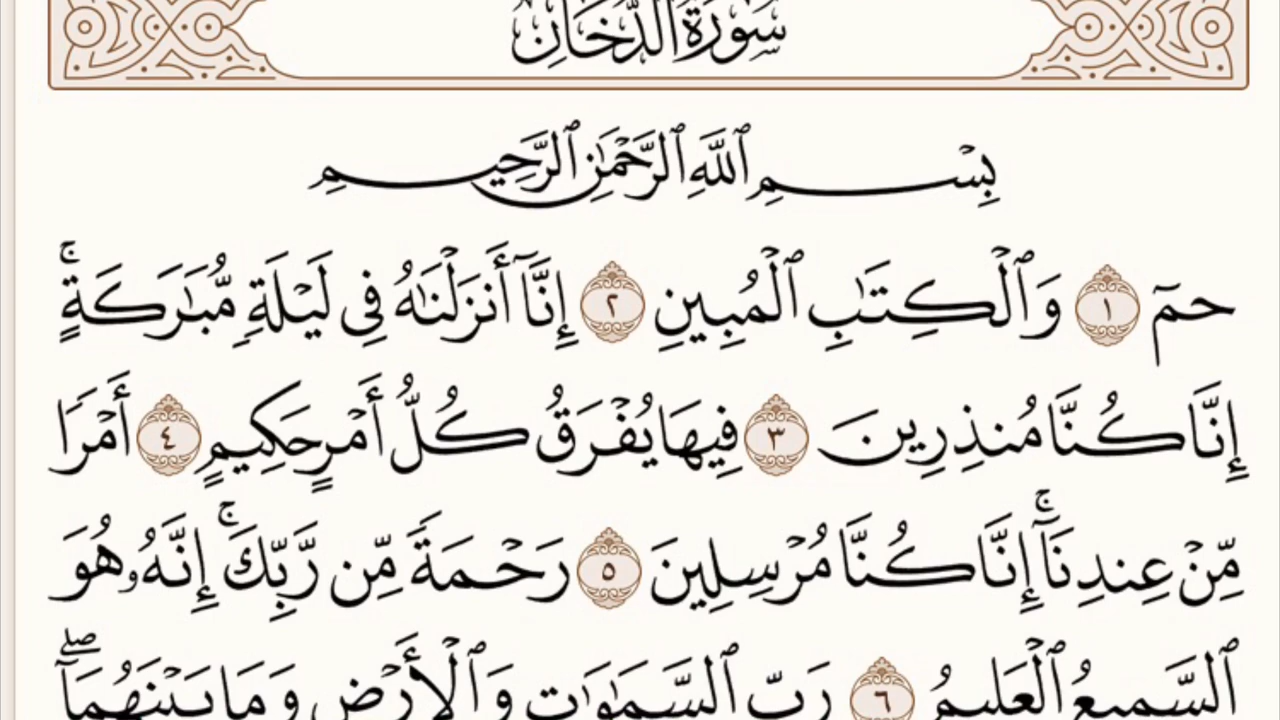 سُورَةُ الدُّخَانِ
بِسْمِ ٱللَّهِ ٱلرَّحْمَٰنِ ٱلرَّحِيمِ
حمٓ ١ وَٱلْكِتَٰبِ ٱلْمُبِينِ ٢ إِنَّآ أَنزَلْنَٰهُ فِى لَيْلَةٍ مُّبَٰرَكَةٍ ۚ
إِنَّا كُنَّا مُنذِرِينَ ٣ فِيهَا يُفْرَقُ كُلُّ أَمْرٍ حَكِيمٍ ٤ أَمْرًا
مِّنْ عِندِنَآ ۚ إِنَّا كُنَّا مُرْسِلِينَ ٥ رَحْمَةً مِّن رَّبِّكَ ۚ إِنَّهُۥ هُوَ
ٱلسَّمِيعُ ٱلْعَلِيمُ ٦ رَبِّ ٱلسَّمَٰوَٰتِ وَٱلْأَرْضِ وَمَا بَيْنَهُمَآ ۖ